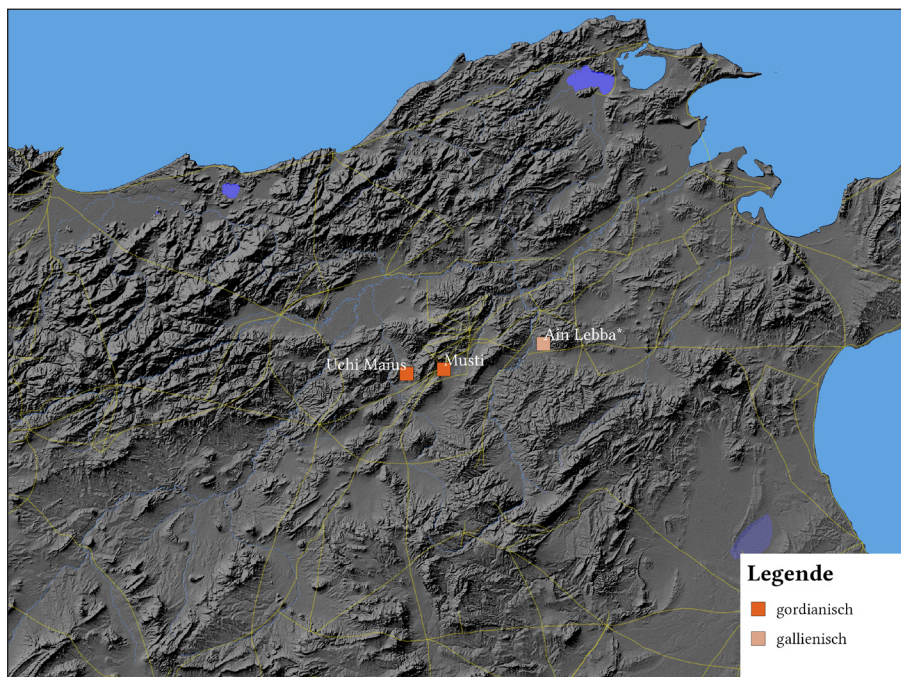 Ain Lebba*
Uchi Maius
Musti
Legende
gordianisch
gallienisch